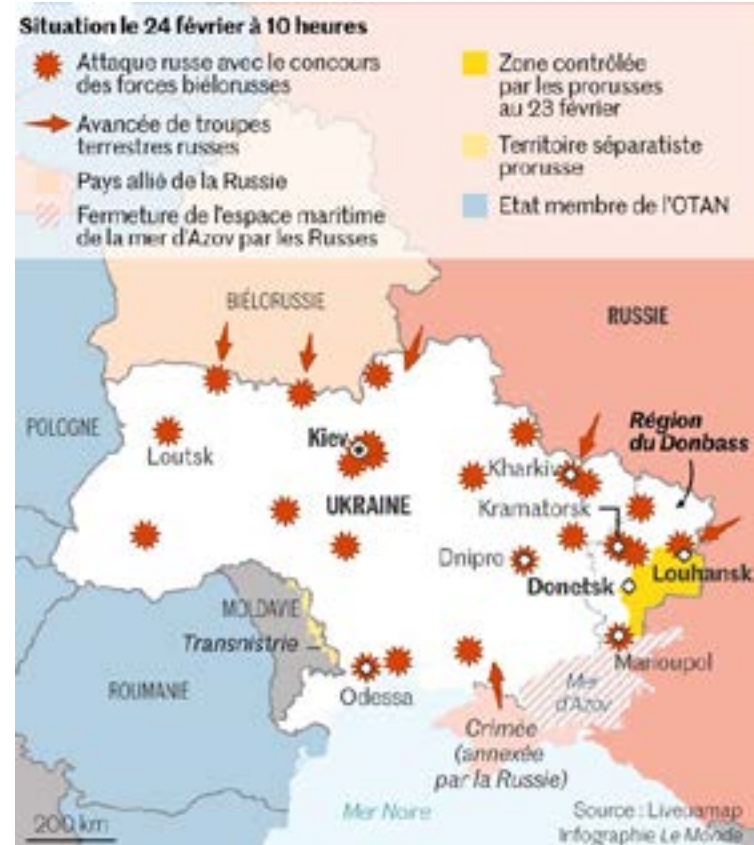 Situation le 24 février à 10 heures
Attaque russe avec le concours
des forces biélorusses
Avancée de troupes
terrestres russes
Pays allié de la Russie
Fermeture de l'espace maritime
de la mer d'Azov par les Russes
Zone contrôlée
par les prorusses
au 23 février
Territoire séparatiste
prorusse
Etat membre de l'OTAN
BIÉLORUSSIE
RUSSIE
POLOGNE
Loutsk
Kiev
Kharkiv
Région
du Donbass
UKRAINE
Kramatorsk
Dnipro
Donetsk
Louhansk
MOLDAVIE
Transnistrie
Marioupol
ROUMANIE
Odessa
Mer
d'Azov
Crimée
(annexée
par la Russie)
Mer Noire
200 km
Source : Liveuamap
Infographie Le Monde